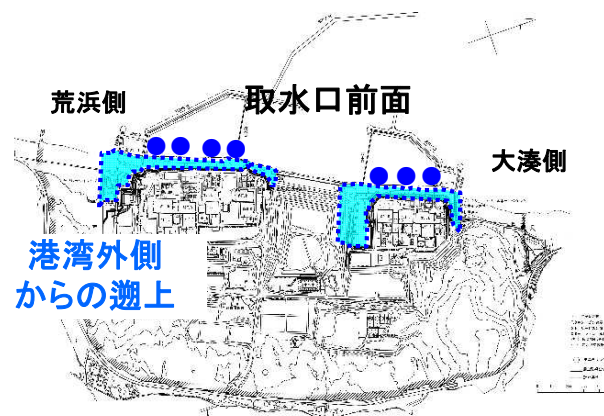 荒浜側
取水口前面
大湊側
港湾外側
からの遡上